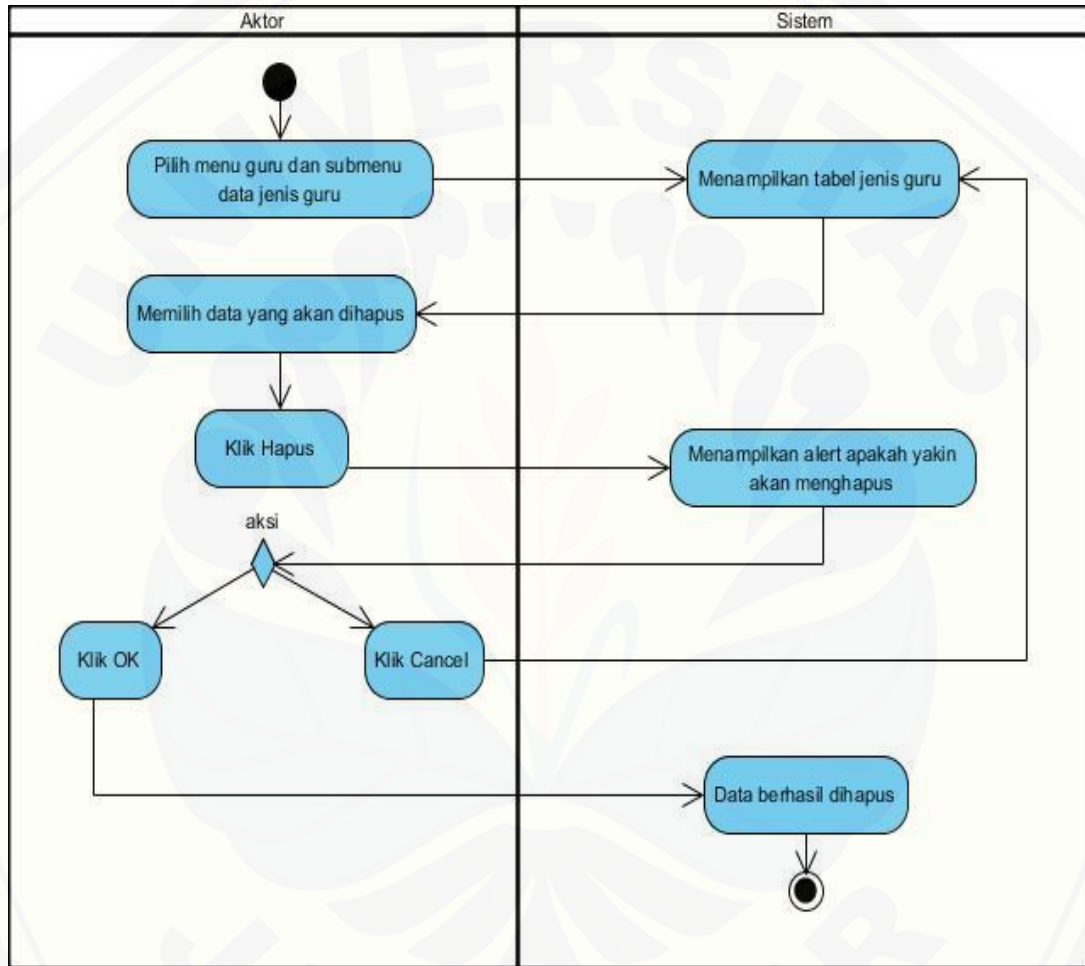 Aktor
Sistem
Pilih menu guru dan submenu
data jenis guru
Menampilkan tabel jenis guru
Memilih data yang akan dihapus
Klik Hapus
Menampilkan alert apakah yakin
akan menghapus
aksi
Klik OK
Klik Cancel
Data berhasil dihapus
UNIVERSITAS